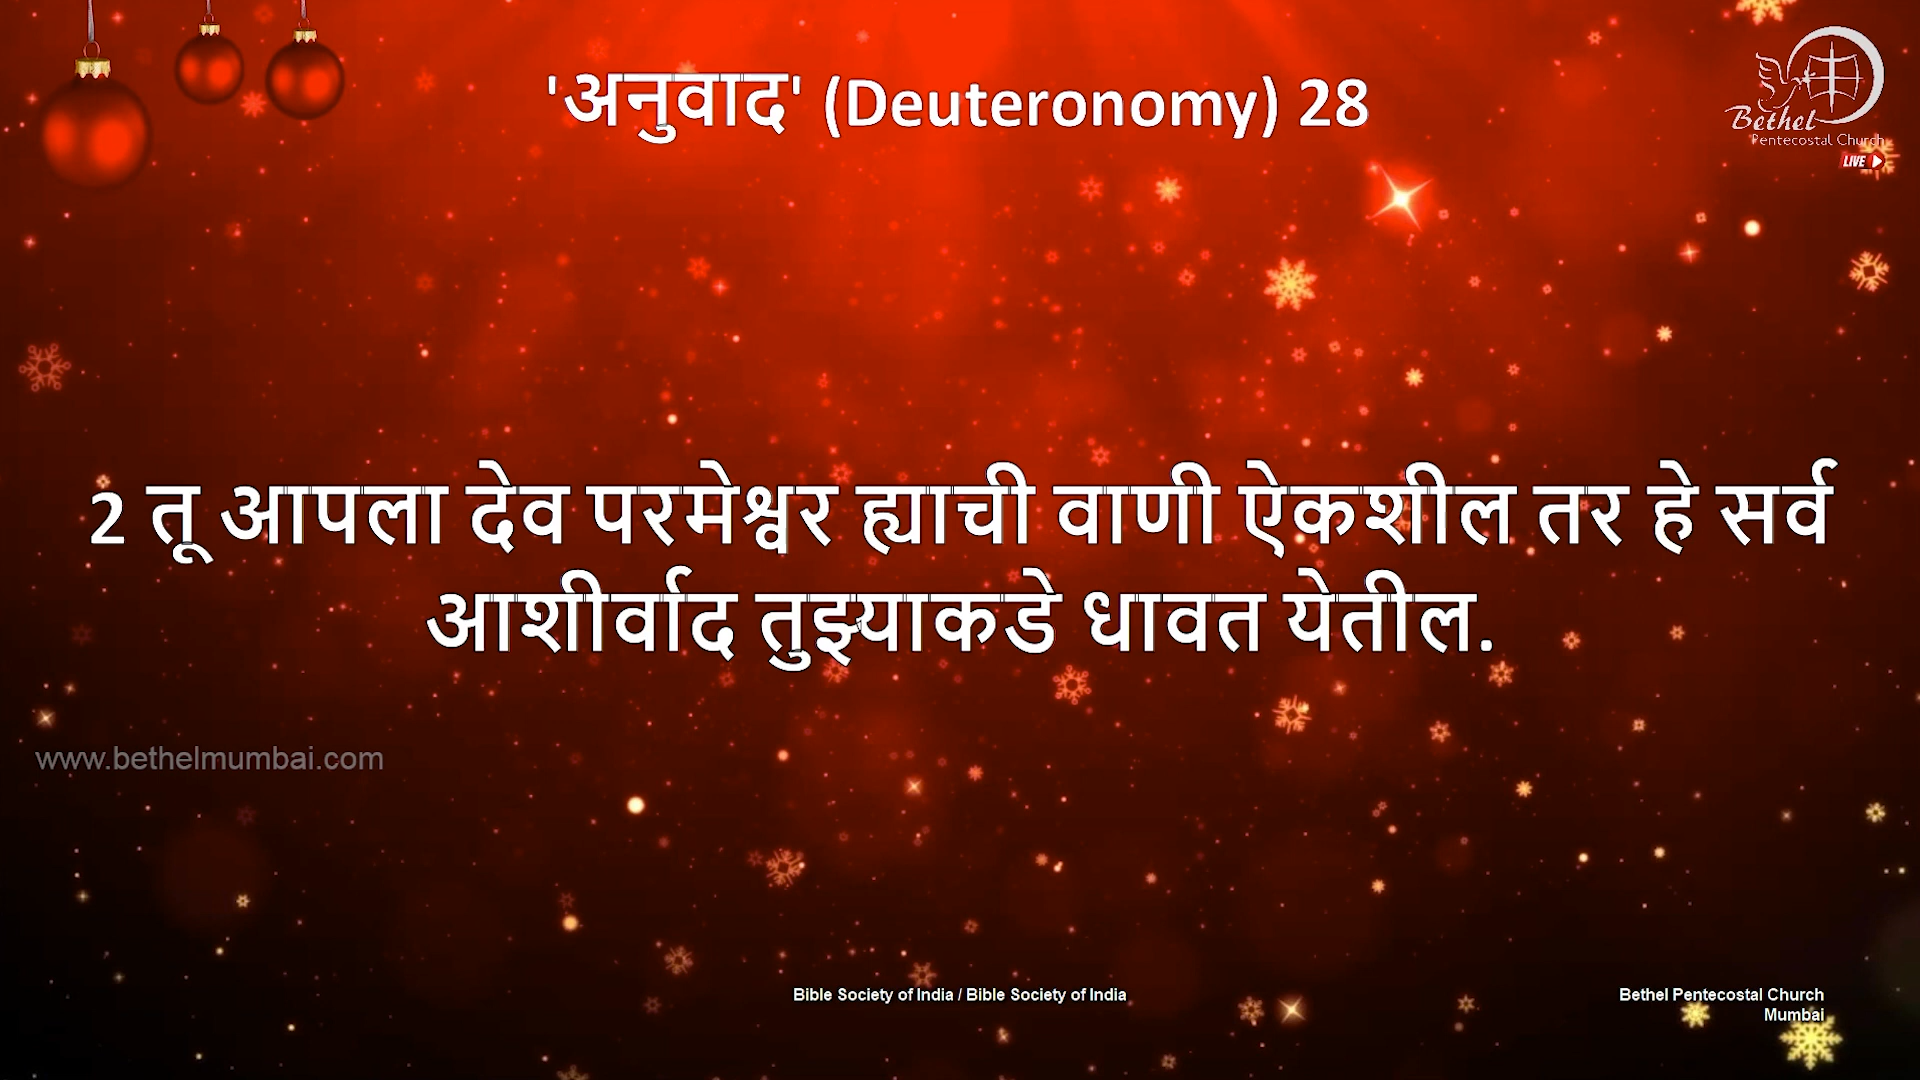 'अनुवाद' (Deuteronomy) 28
Bethel
Pentecostal Church
LIVE
2 तू आपला देव परमेश्वर ह्याची वाणी ऐकशील तर हे सर्व
आशीर्वाद तुझ्याकडे धावत येतील.
www.bethelmumbai.com
Bible Society of India / Bible Society of India
Bethel Pentecostal Church
Mumbai